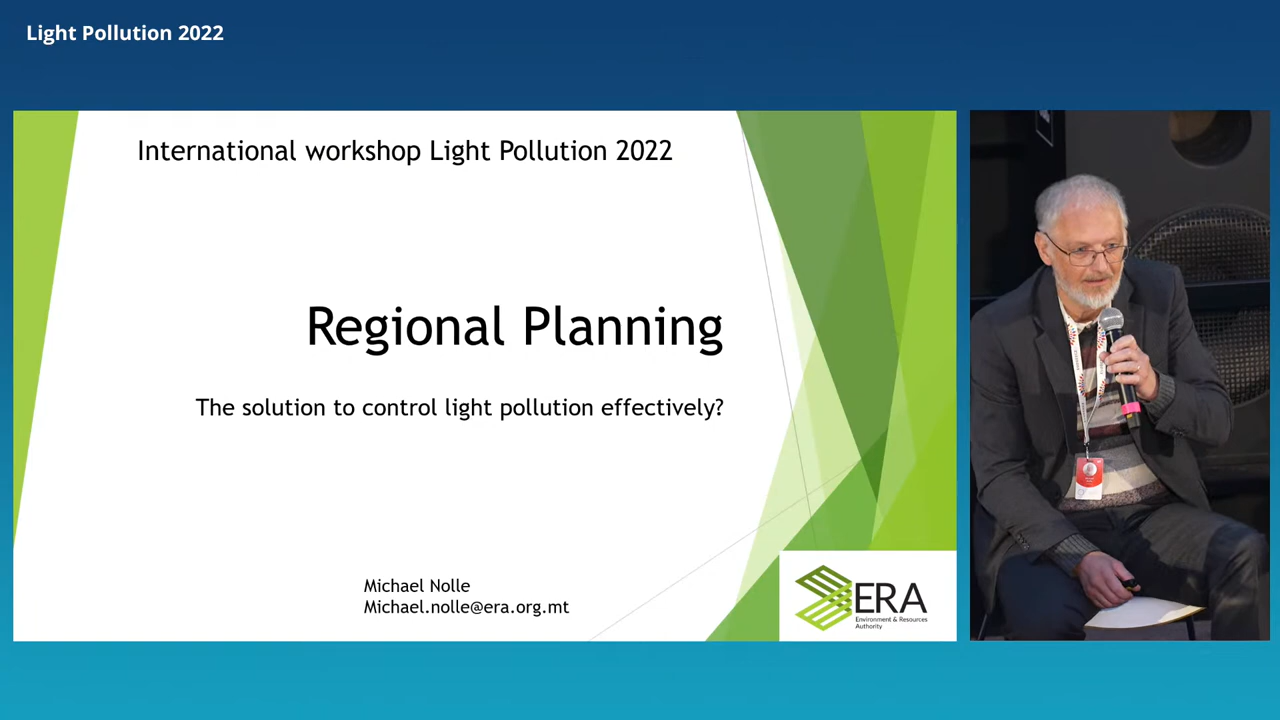 Light Pollution 2022
International workshop Light Pollution 2022
Regional Planning
The solution to control light pollution effectively?
Michael Nolle
Michael.nolle@era.org.mt
ERA
Environment & Resources
Authority